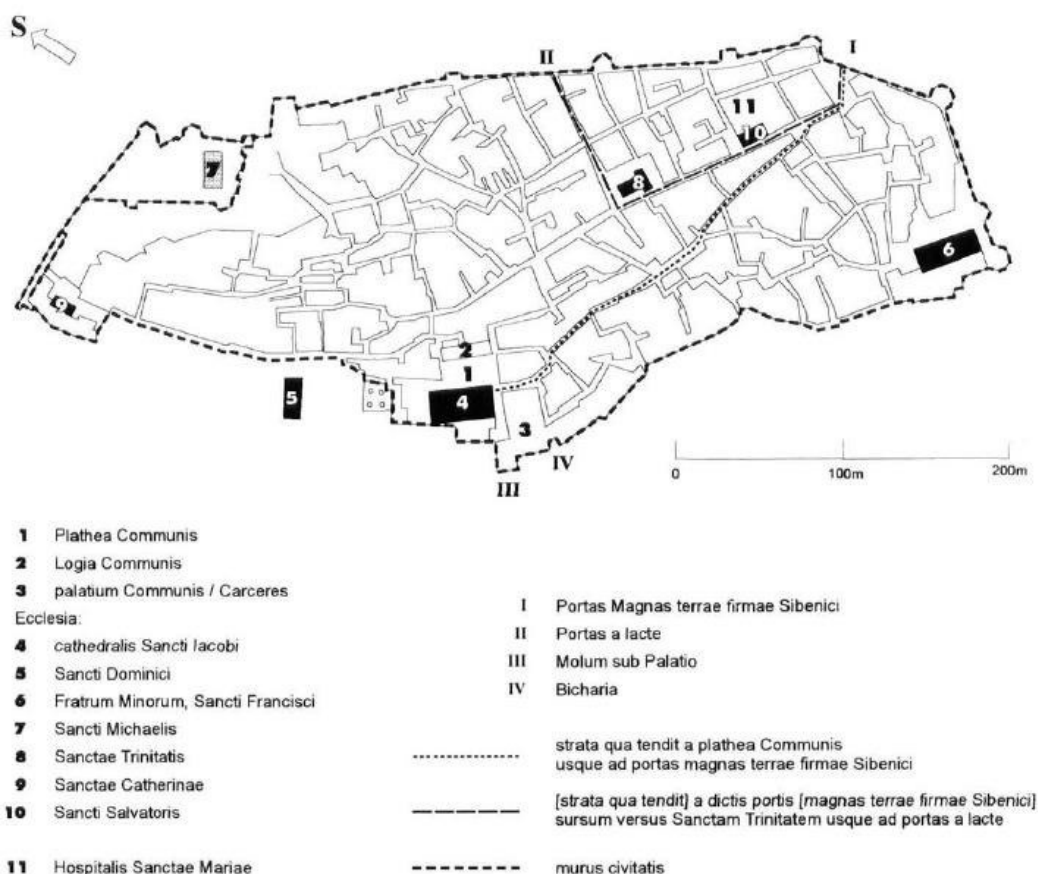 S
I
II
11
10
7
8
6
9
2
1
5
4
3
IV
III
0
100m
200m
1 Plathea Communis
2 Logia Communis
3 palatium Communis / Carceres
Ecclesia:
4 cathedralis Sancti Iacobi
5 Sancti Dominici
6 Fratrum Minorum, Sancti Francisci
7 Sancti Michaelis
8 Sanctae Trinitatis
9 Sanctae Catherinae
10 Sancti Salvatoris
11 Hospitalis Sanctae Mariae
I Portas Magnas terrae firmae Sibenici
II Portas a lacte
III Molum sub Palatio
IV Bicharia
strata qua tendit a plathea Communis
usque ad portas magnas terrae firmae Sibenici
[strata qua tendit] a dictis portis [magnas terrae firmae Sibenici]
sursum versus Sanctam Trinitatem usque ad portas a lacte
murus civitatis